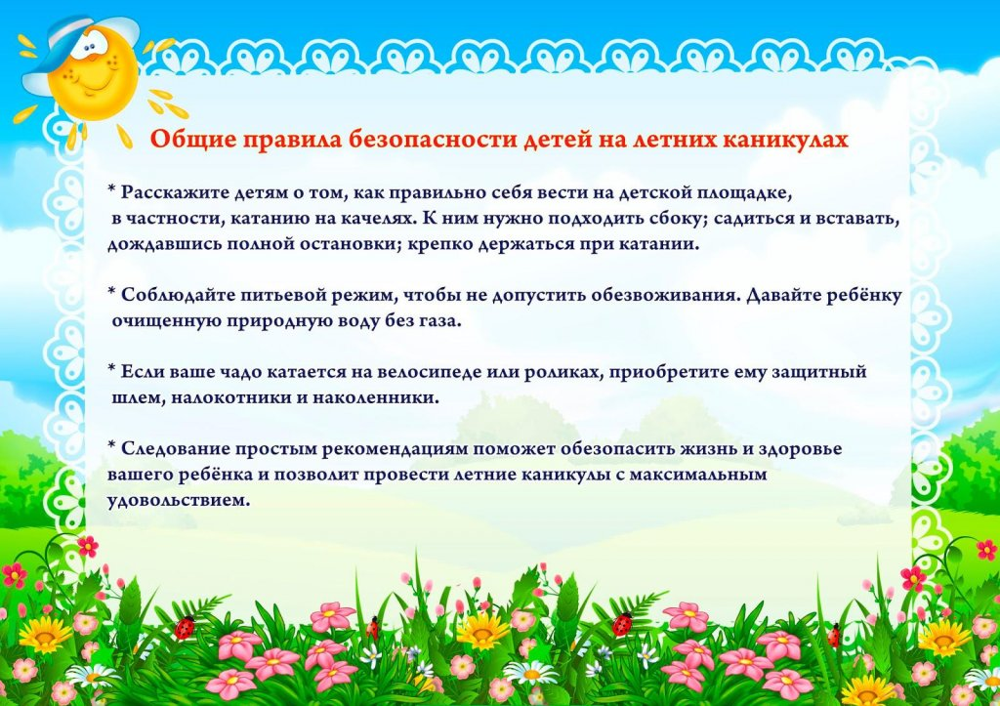 Общие правила безопасности детей на летних каникулах
* Расскажите детям о том, как правильно себя вести на детской площадке,
в частности, катанию на качелях. К ним нужно подходить сбоку; садиться и вставать,
дождавшись полной остановки; крепко держаться при катании.
* Соблюдайте питьевой режим, чтобы не допустить обезвоживания. Давайте ребёнку
очищенную природную воду без газа.
* Если ваше чадо катается на велосипеде или роликах, приобретите ему защитный
шлем, налокотники и наколенники.
* Следование простым рекомендациям поможет обезопасить жизнь и здоровье
вашего ребёнка и позволит провести летние каникулы с максимальным
удовольствием.